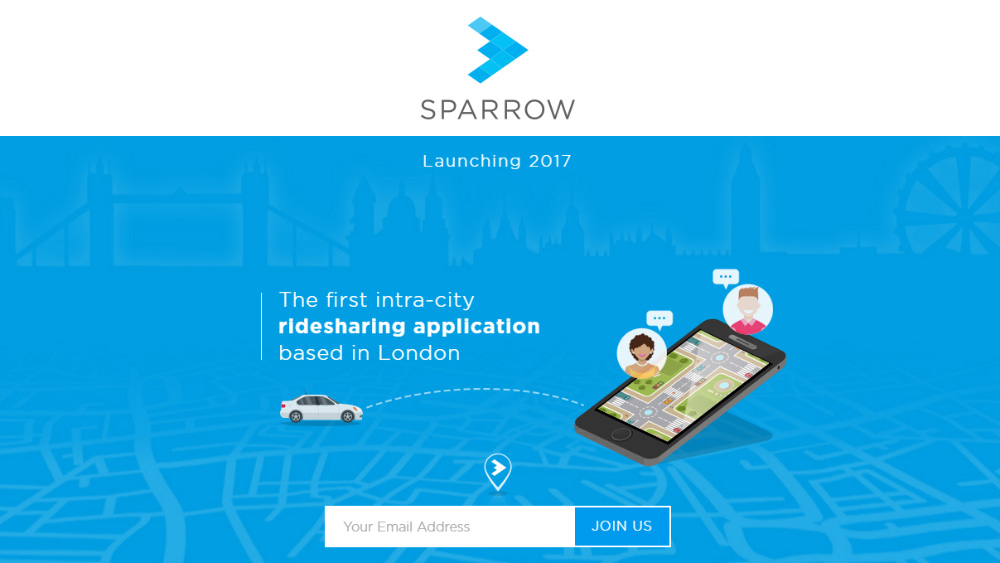 SPARROW
Launching 2017
The first intra-city
ridesharing application
based in London
Your Email Address
JOIN US